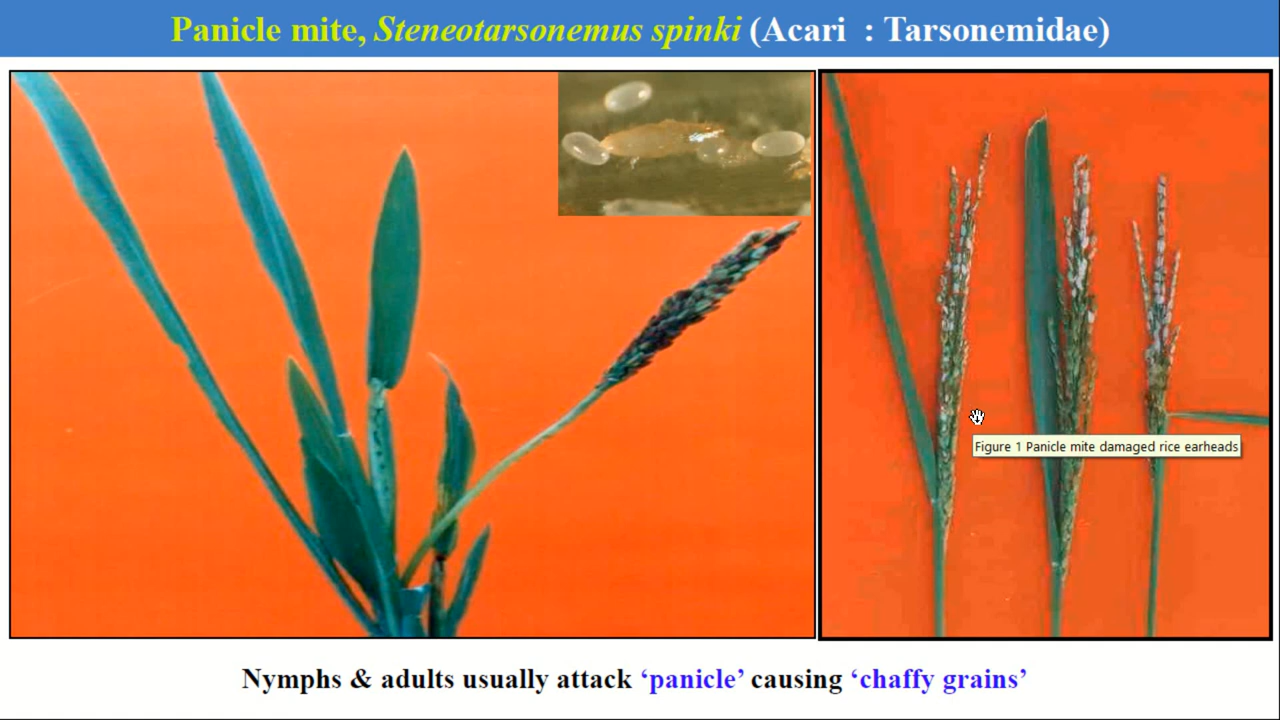 Panicle mite, Steneotarsonemus spinki (Acari : Tarsonemidae)
Figure 1 Panicle mite damaged rice earheads
Nymphs & adults usually attack ‘panicle’ causing ‘chaffy grains’